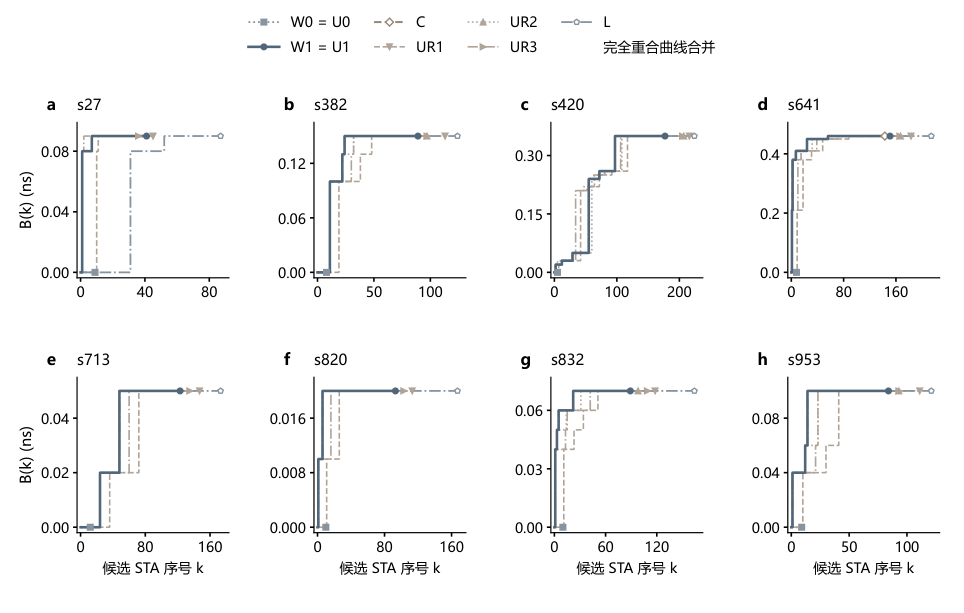 W0 = U0 C UR2 L
W1 = U1 UR1 UR3 完全重合曲线合并
a s27
b s382
c s420
d s641
B(k) (ns)
0.08
0.04
0.00
0 40 80
0.12
0.06
0.00
0 50 100
0.30
0.15
0.00
0 100 200
0.4
0.2
0.0
0 80 160
e s713
f s820
g s832
h s953
B(k) (ns)
0.04
0.02
0.00
0 80 160
候选 STA 序号 k
0.016
0.008
0.000
0 80 160
候选 STA 序号 k
0.06
0.03
0.00
0 60 120
候选 STA 序号 k
0.08
0.04
0.00
0 50 100
候选 STA 序号 k